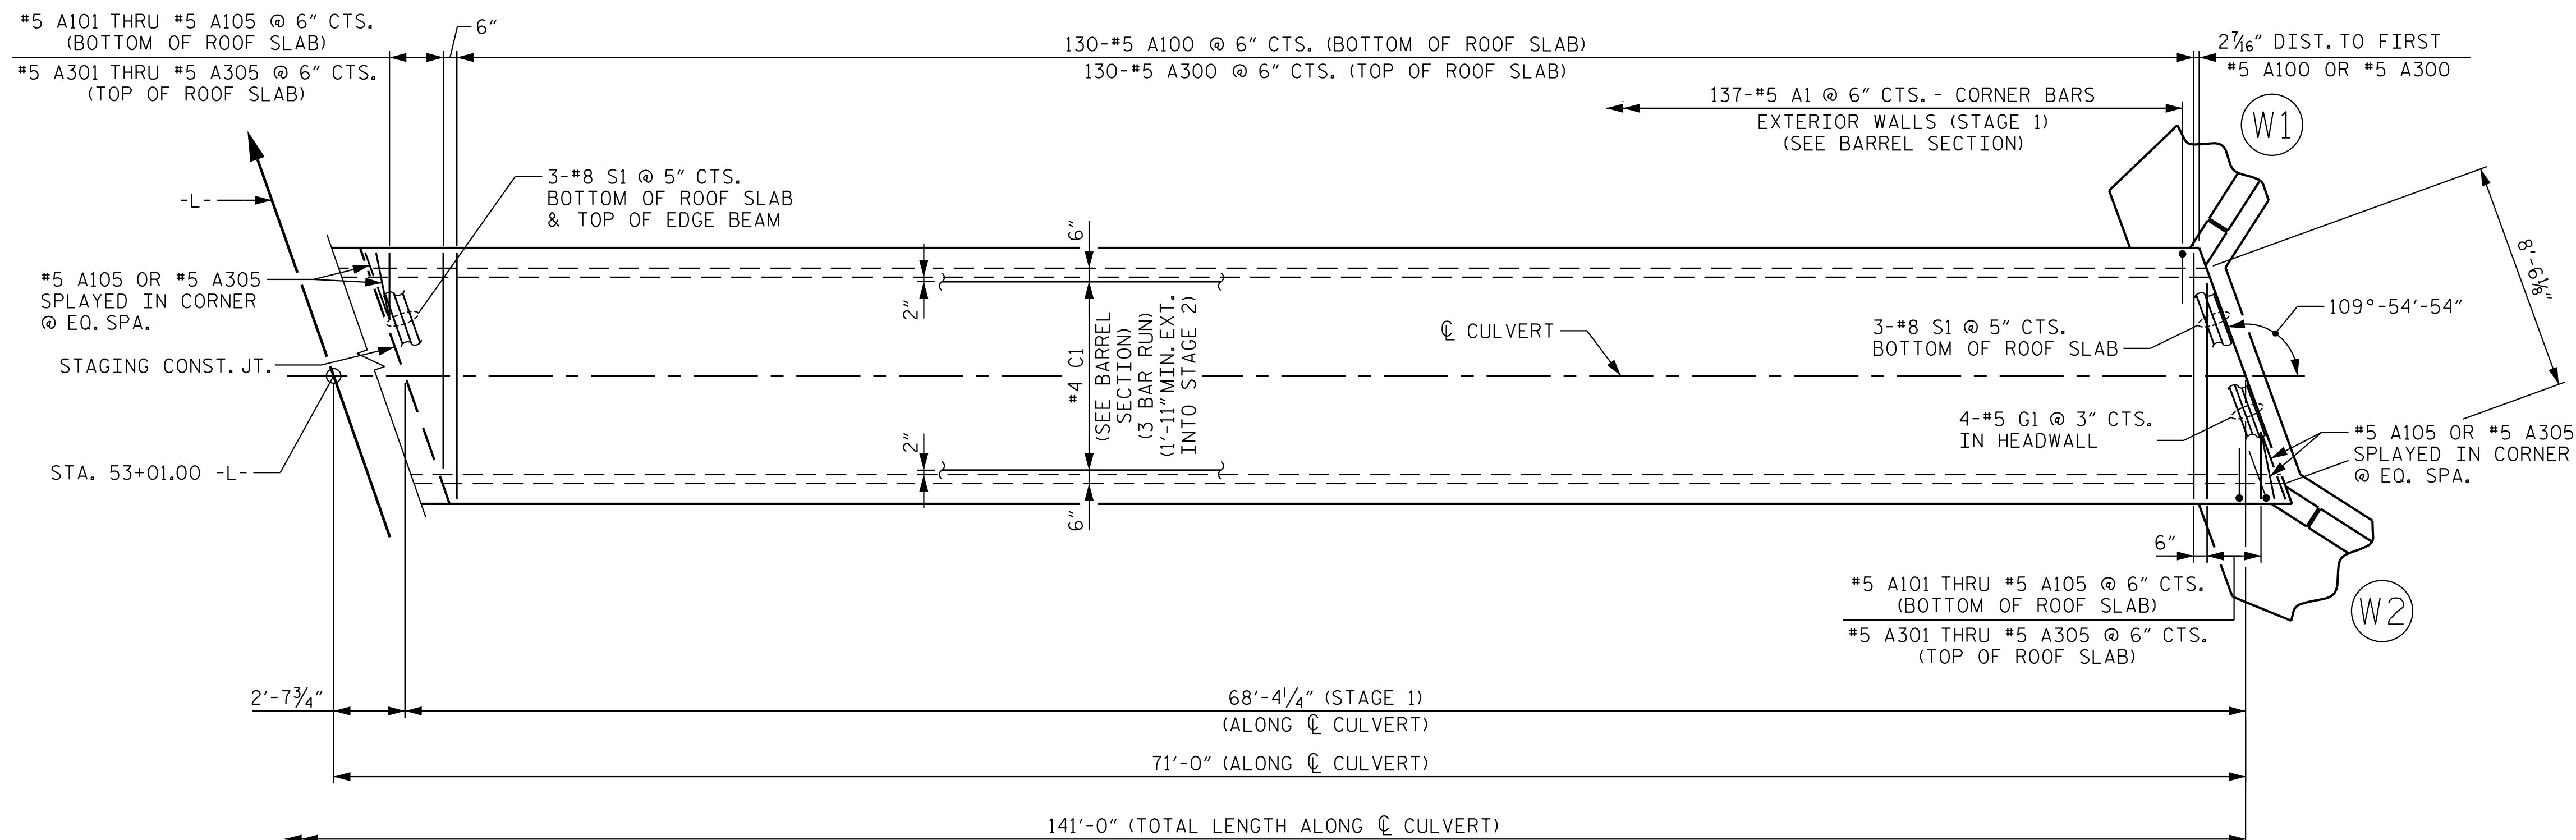 #5 A101 THRU #5 A105 @ 6" CTS.
(BOTTOM OF ROOF SLAB)
#5 A301 THRU #5 A305 @ 6" CTS.
(TOP OF ROOF SLAB)
6"
130-#5 A100 @ 6" CTS. (BOTTOM OF ROOF SLAB)
130-#5 A300 @ 6" CTS. (TOP OF ROOF SLAB)
2 7/16" DIST. TO FIRST
#5 A100 OR #5 A300
137-#5 A1 @ 6" CTS. - CORNER BARS
EXTERIOR WALLS (STAGE 1)
(SEE BARREL SECTION)
W1
-L-
3-#8 S1 @ 5" CTS.
BOTTOM OF ROOF SLAB
& TOP OF EDGE BEAM
6"
8'-6 1/8"
#5 A105 OR #5 A305
SPLAYED IN CORNER
@ EQ. SPA.
2"
#4 C1
(SEE BARREL
SECTION)
(3 BAR RUN)
(1'-11" MIN. EXT.
INTO STAGE 2)
℄ CULVERT
3-#8 S1 @ 5" CTS.
BOTTOM OF ROOF SLAB
109°-54'-54"
STAGING CONST. JT.
STA. 53+01.00 -L-
2"
6"
4-#5 G1 @ 3" CTS.
IN HEADWALL
#5 A105 OR #5 A305
SPLAYED IN CORNER
@ EQ. SPA.
6"
#5 A101 THRU #5 A105 @ 6" CTS.
(BOTTOM OF ROOF SLAB)
#5 A301 THRU #5 A305 @ 6" CTS.
(TOP OF ROOF SLAB)
W2
2'-7 3/4"
68'-4 1/4" (STAGE 1)
(ALONG ℄ CULVERT)
71'-0" (ALONG ℄ CULVERT)
141'-0" (TOTAL LENGTH ALONG ℄ CULVERT)